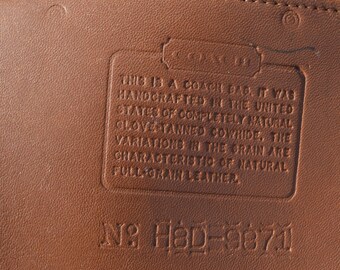 COACH
THIS IS A COACH BAG. IT WAS
HANDCRAFTED IN THE UNITED
STATES OF COMPLETELY NATURAL
GLOVE-TANNED COWHIDE. THE
VARIATIONS IN THE GRAIN ARE
CHARACTERISTIC OF NATURAL
FULL-GRAIN LEATHER.
No H8D-9871